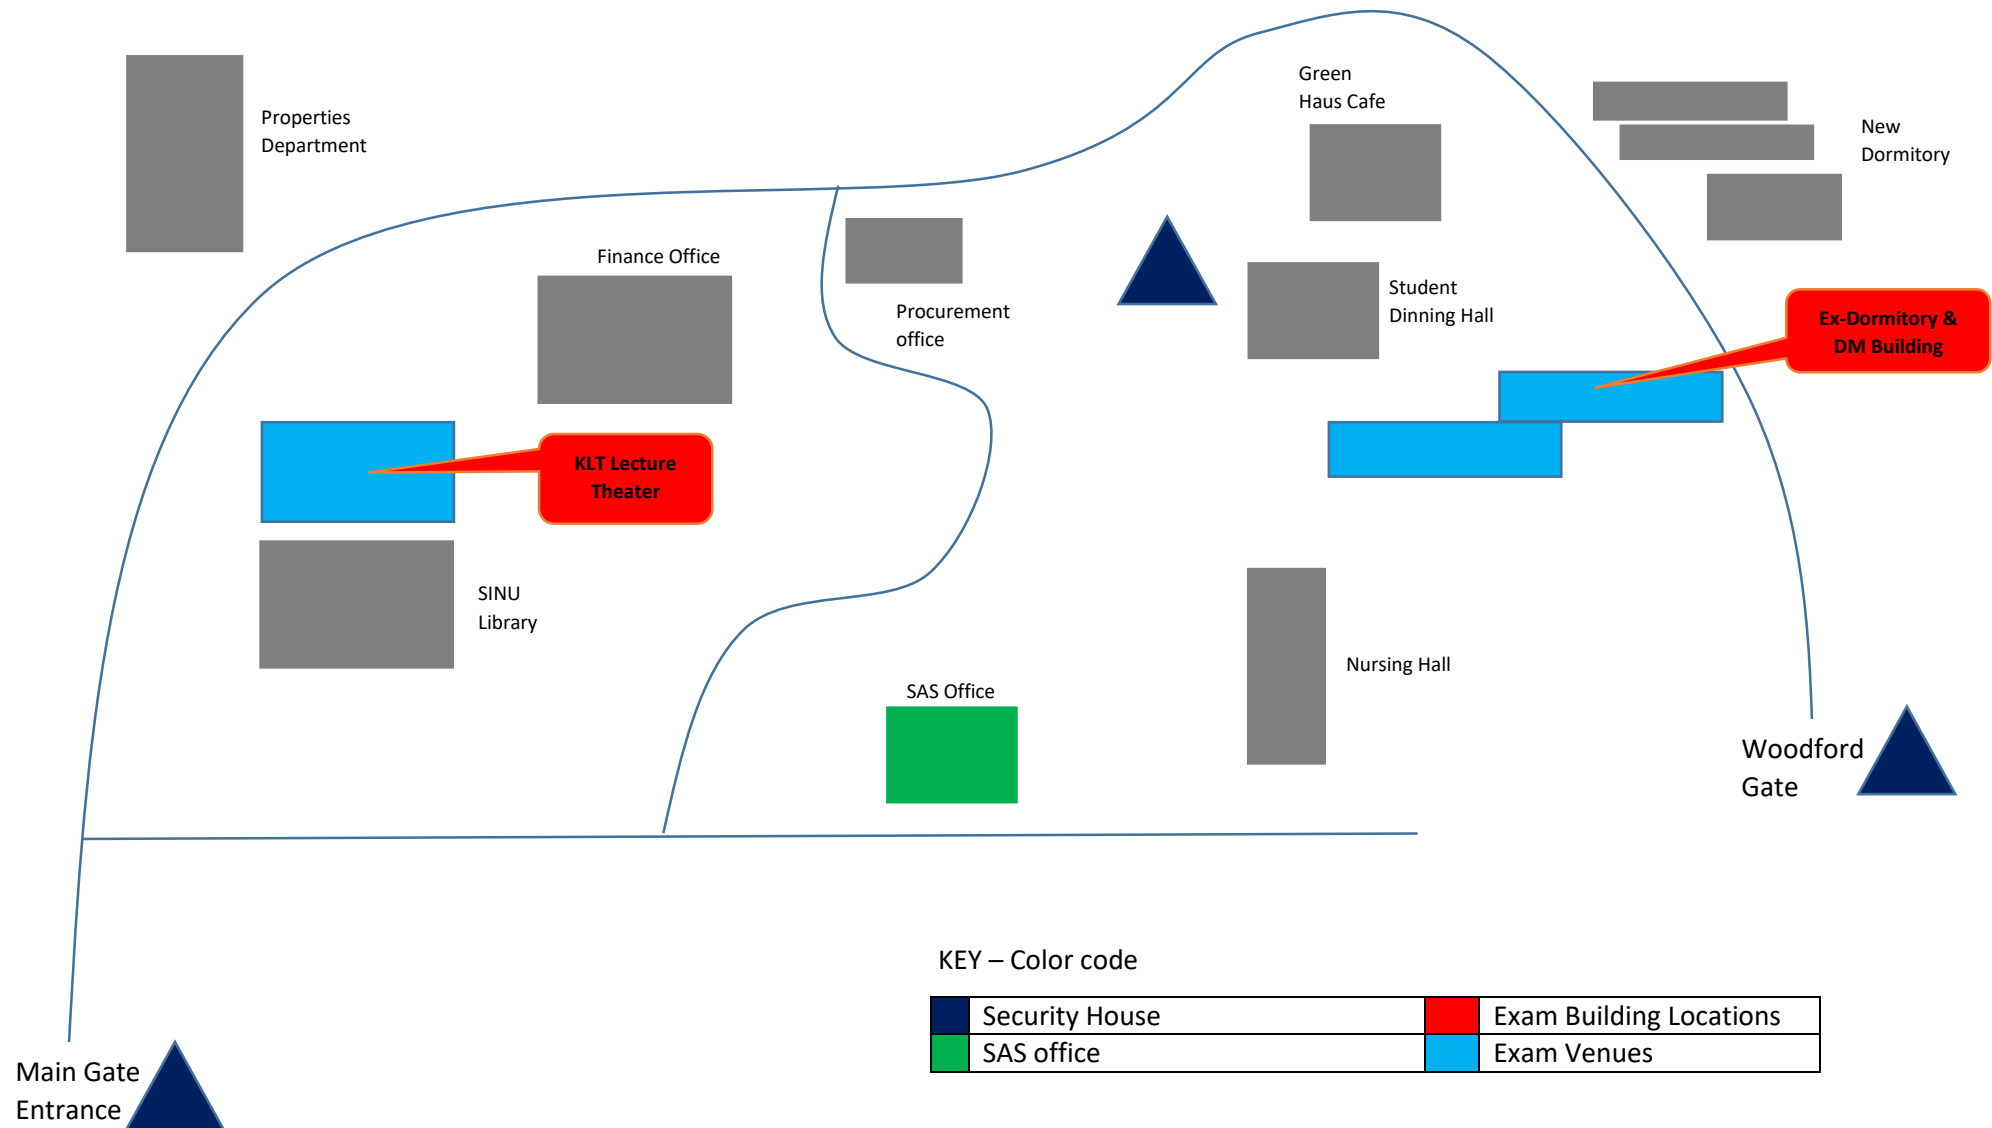 Green
Haus Cafe
Properties
Department
New
Dormitory
Finance Office
Procurement
office
Student
Dinning Hall
Ex-Dormitory &
DM Building
KLT Lecture
Theater
SINU
Library
Nursing Hall
SAS Office
Woodford
Gate
KEY – Color code
Security House
Exam Building Locations
SAS office
Exam Venues
Main Gate
Entrance